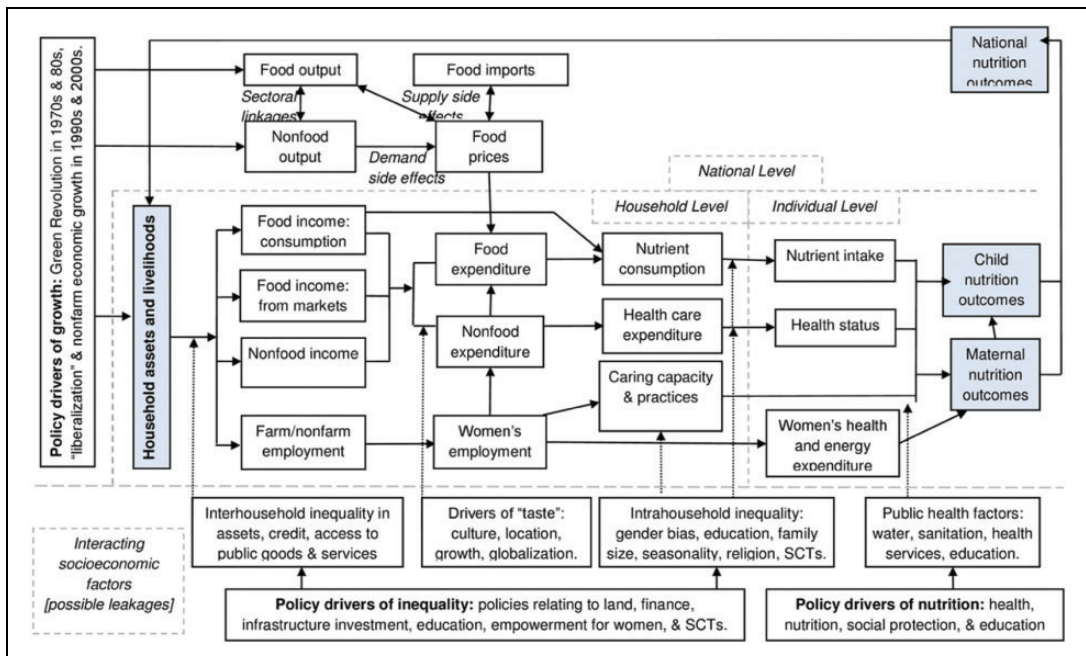 Policy drivers of growth: Green Revolution in 1970s & 80s,
"liberalization" & nonfarm economic growth in 1990s & 2000s.
Household assets and livelihoods
Food output
Food imports
National
nutrition
outcomes
Sectoral
linkages
Supply side
effects
Nonfood
output
Demand
side effects
Food
prices
National Level
Household Level
Individual Level
Food income:
consumption
Food income:
from markets
Nonfood income
Farm/nonfarm
employment
Food
expenditure
Nonfood
expenditure
Women's
employment
Nutrient
consumption
Health care
expenditure
Caring capacity
& practices
Nutrient intake
Health status
Women's health
and energy
expenditure
Child
nutrition
outcomes
Maternal
nutrition
outcomes
Interacting
socioeconomic
factors
[possible leakages]
Interhousehold inequality in
assets, credit, access to
public goods & services
Drivers of "taste":
culture, location,
growth, globalization.
Intrahousehold inequality:
gender bias, education, family
size, seasonality, religion, SCTs.
Public health factors:
water, sanitation, health
services, education.
Policy drivers of inequality: policies relating to land, finance,
infrastructure investment, education, empowerment for women, & SCTs.
Policy drivers of nutrition: health,
nutrition, social protection, & education